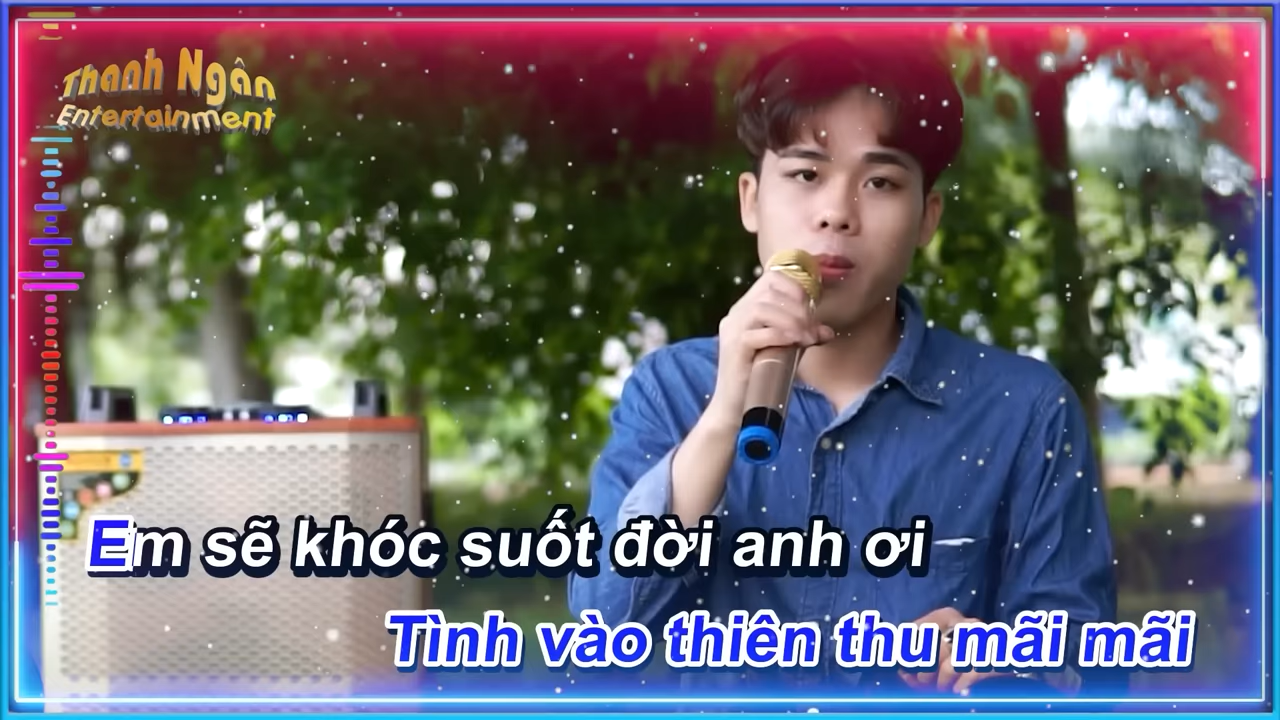 Thanh Ngân
Entertainment
Em sẽ khóc suốt đời anh ơi
Tình vào thiên thu mãi mãi